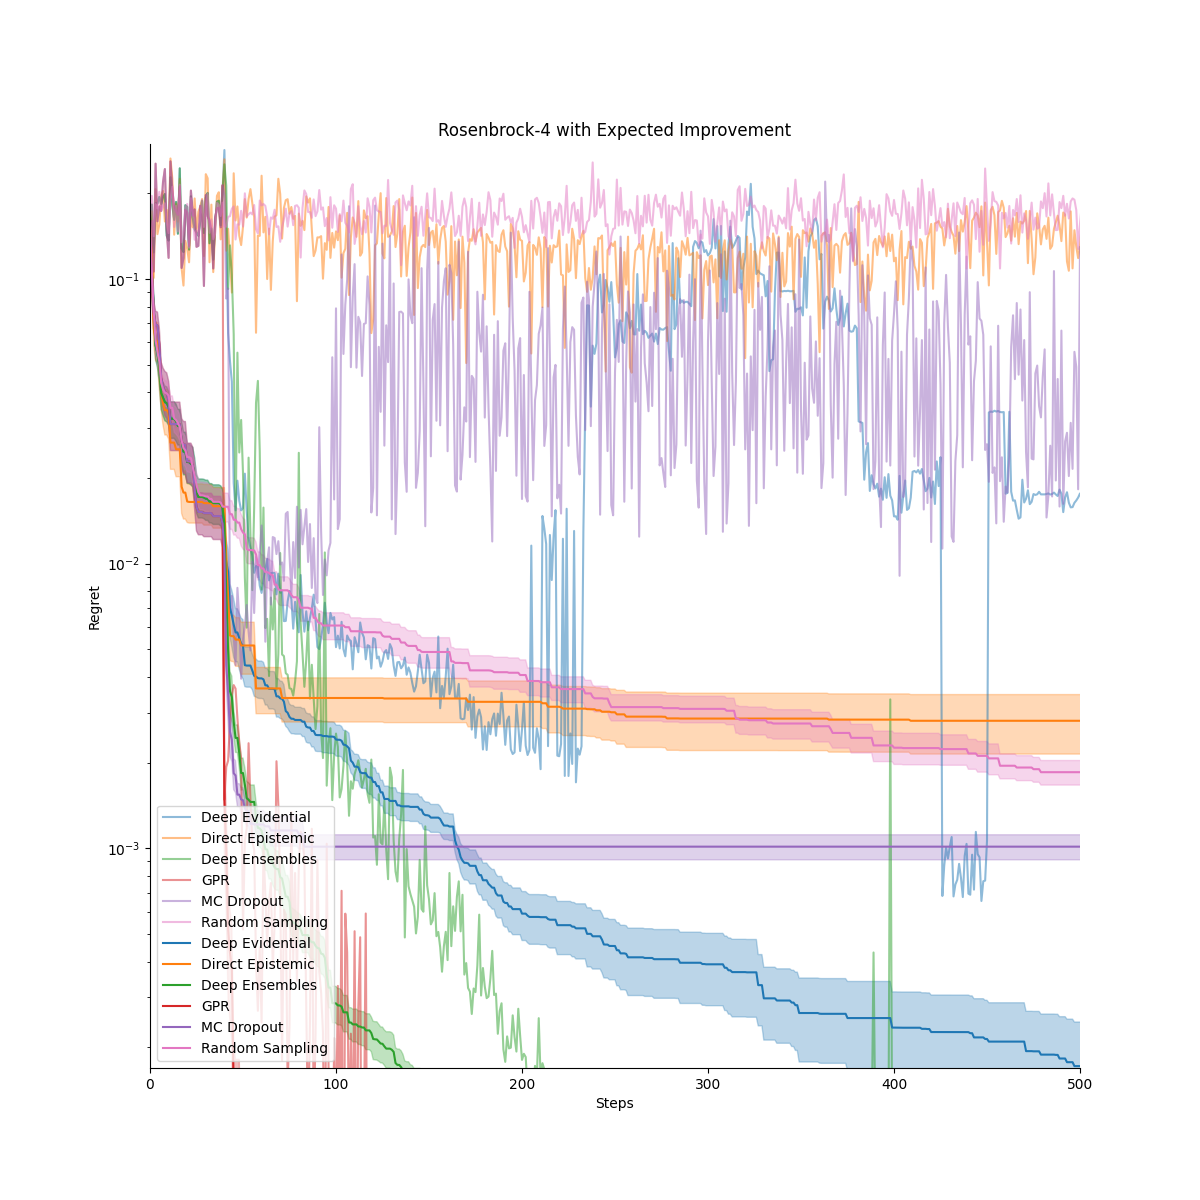 Rosenbrock-4 with Expected Improvement
Regret
10⁻¹
10⁻²
10⁻³
Deep Evidential
Direct Epistemic
Deep Ensembles
GPR
MC Dropout
Random Sampling
Deep Evidential
Direct Epistemic
Deep Ensembles
GPR
MC Dropout
Random Sampling
0 100 200 300 400 500
Steps